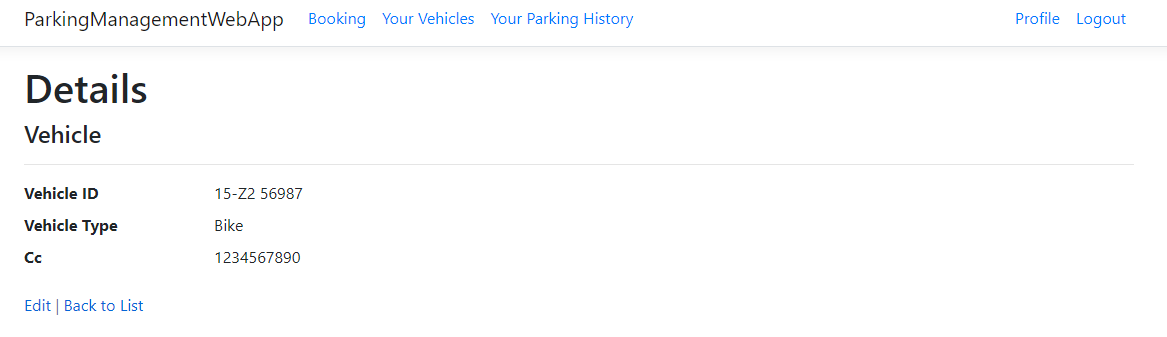 ParkingManagementWebApp Booking Your Vehicles Your Parking History Profile Logout
Details
Vehicle
Vehicle ID 15-Z2 56987
Vehicle Type Bike
Cc 1234567890
Edit | Back to List